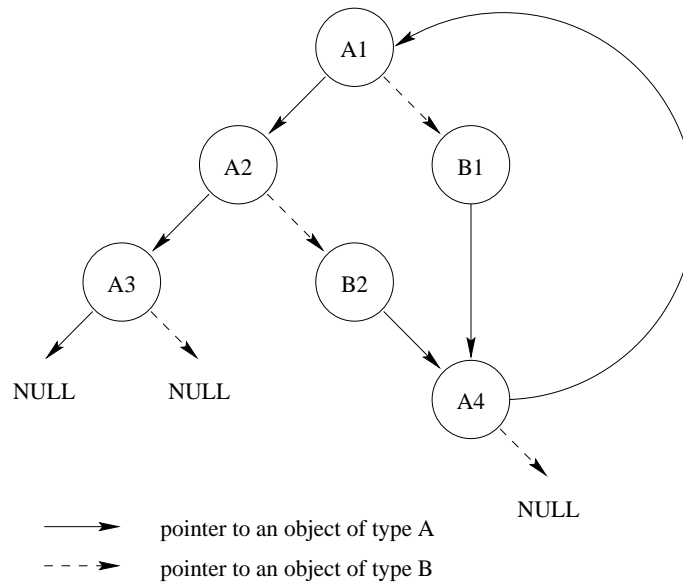 A1
A2
B1
A3
B2
NULL
NULL
A4
NULL
pointer to an object of type A
pointer to an object of type B